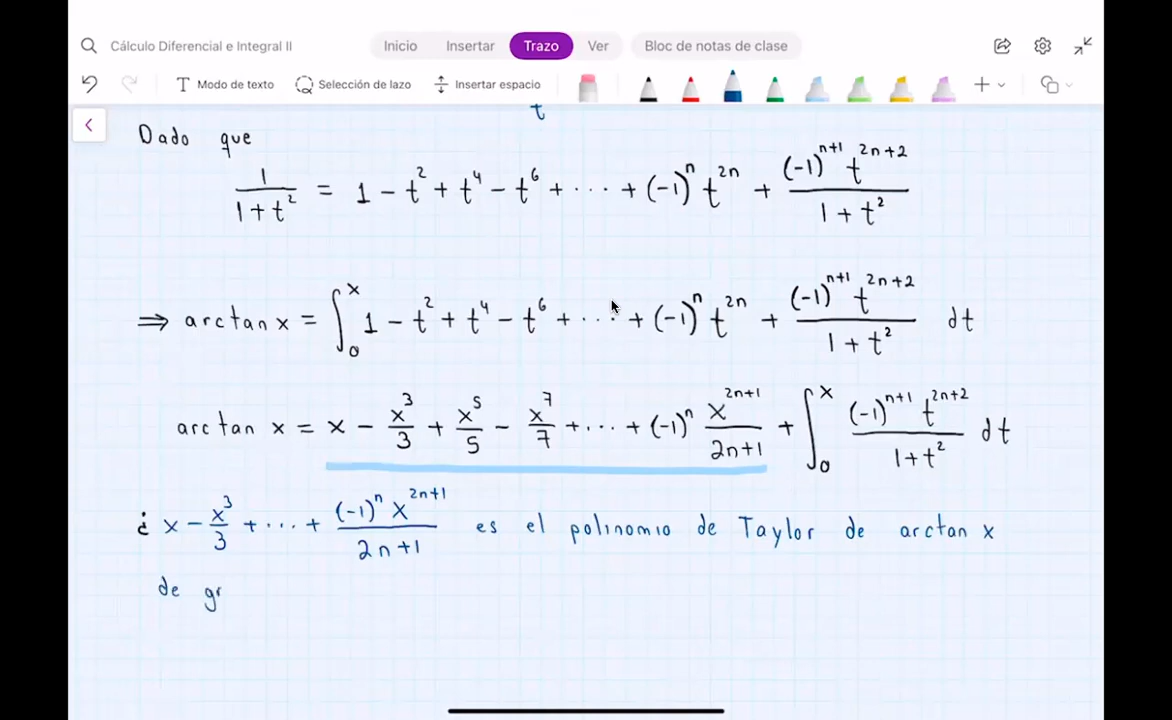 Cálculo Diferencial e Integral II Inicio Insertar Trazo Ver Bloc de notas de clase
Modo de texto Selección de lazo Insertar espacio
t
Dado que
1/(1+t²) = 1 - t² + t⁴ - t⁶ + ··· + (-1)ⁿ t²ⁿ + (-1)ⁿ⁺¹ t²ⁿ⁺²/(1+t²)
⇒ arctan x = ∫₀ˣ 1 - t² + t⁴ - t⁶ + ··· + (-1)ⁿ t²ⁿ + (-1)ⁿ⁺¹ t²ⁿ⁺²/(1+t²) dt
arctan x = x - x³/3 + x⁵/5 - x⁷/7 + ··· + (-1)ⁿ x²ⁿ⁺¹/(2n+1) + ∫₀ˣ (-1)ⁿ⁺¹ t²ⁿ⁺²/(1+t²) dt
¿ x - x³/3 + ··· + (-1)ⁿ x²ⁿ⁺¹/(2n+1) es el polinomio de Taylor de arctan x
de gr